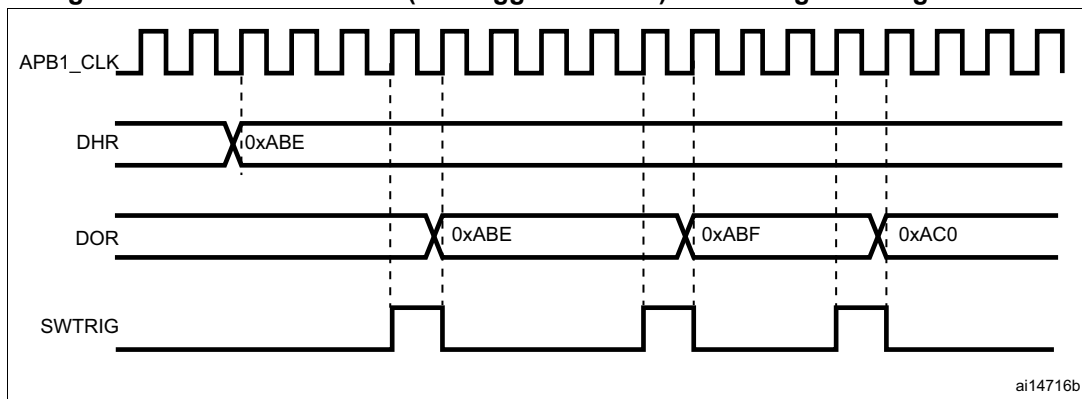 APB1_CLK
DHR
0xABE
DOR
0xABE
0xABF
0xAC0
SWTRIG
ai14716b